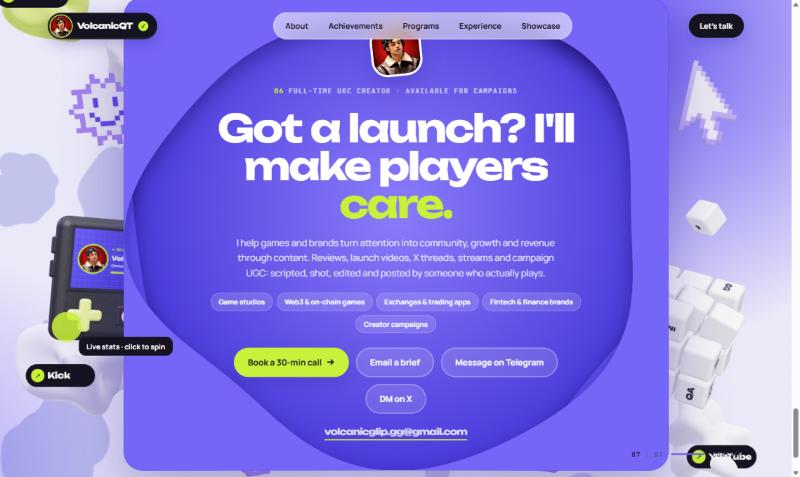 VolcanicQT
About
Achievements
Programs
Experience
Showcase
Let's talk
06 FULL-TIME UGC CREATOR · AVAILABLE FOR CAMPAIGNS
Got a launch? I'll
make players
care.
I help games and brands turn attention into community, growth and revenue
through content. Reviews, launch videos, X threads, streams and campaign
UGC: scripted, shot, edited and posted by someone who actually plays.
Game studios
Web3 & on-chain games
Exchanges & trading apps
Fintech & finance brands
Creator campaigns
Live stats · click to spin
Book a 30-min call →
Email a brief
Message on Telegram
Kick
DM on X
QA
volcanicglip.gg@gmail.com
07 / 07